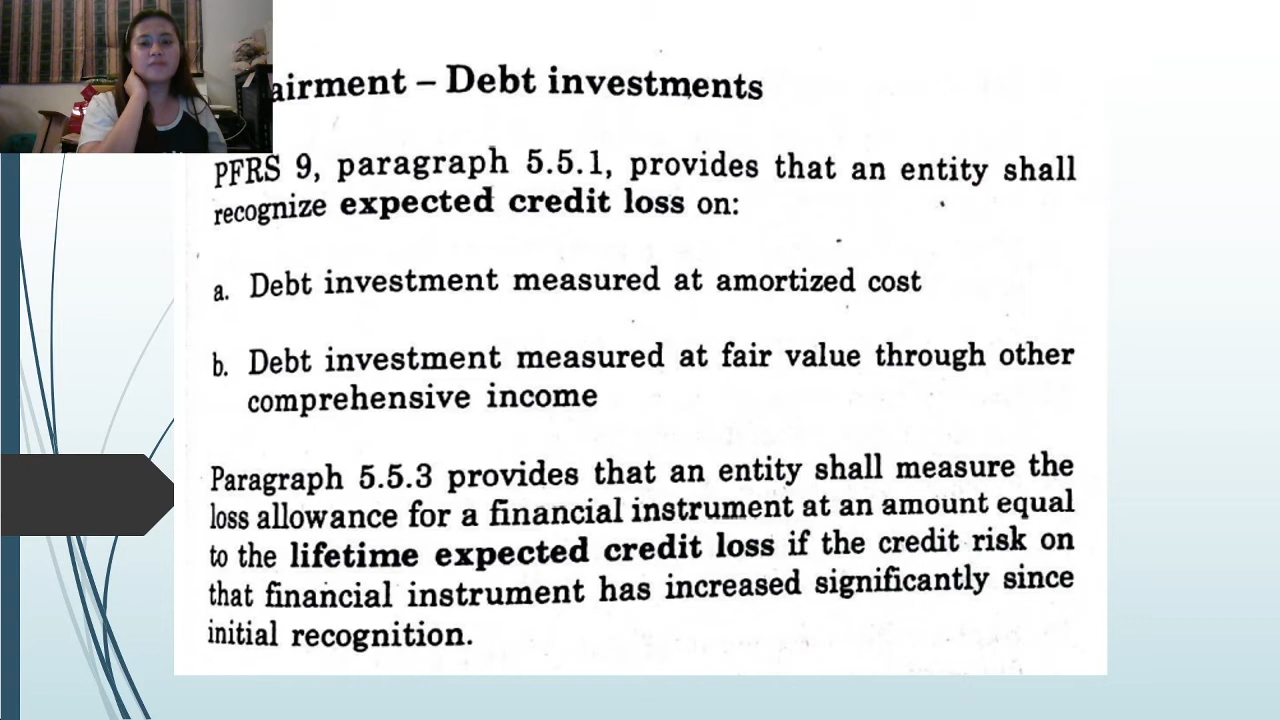 airment – Debt investments
PFRS 9, paragraph 5.5.1, provides that an entity shall
recognize expected credit loss on:
a. Debt investment measured at amortized cost
b. Debt investment measured at fair value through other
comprehensive income
Paragraph 5.5.3 provides that an entity shall measure the
loss allowance for a financial instrument at an amount equal
to the lifetime expected credit loss if the credit risk on
that financial instrument has increased significantly since
initial recognition.